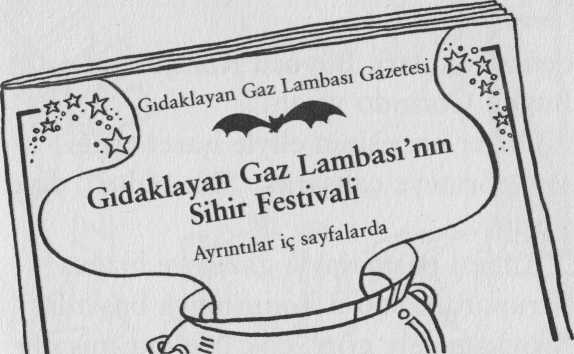 Gıdaklayan Gaz Lambası Gazetesi
Gıdaklayan Gaz Lambası'nın
Sihir Festivali
Ayrıntılar iç sayfalarda